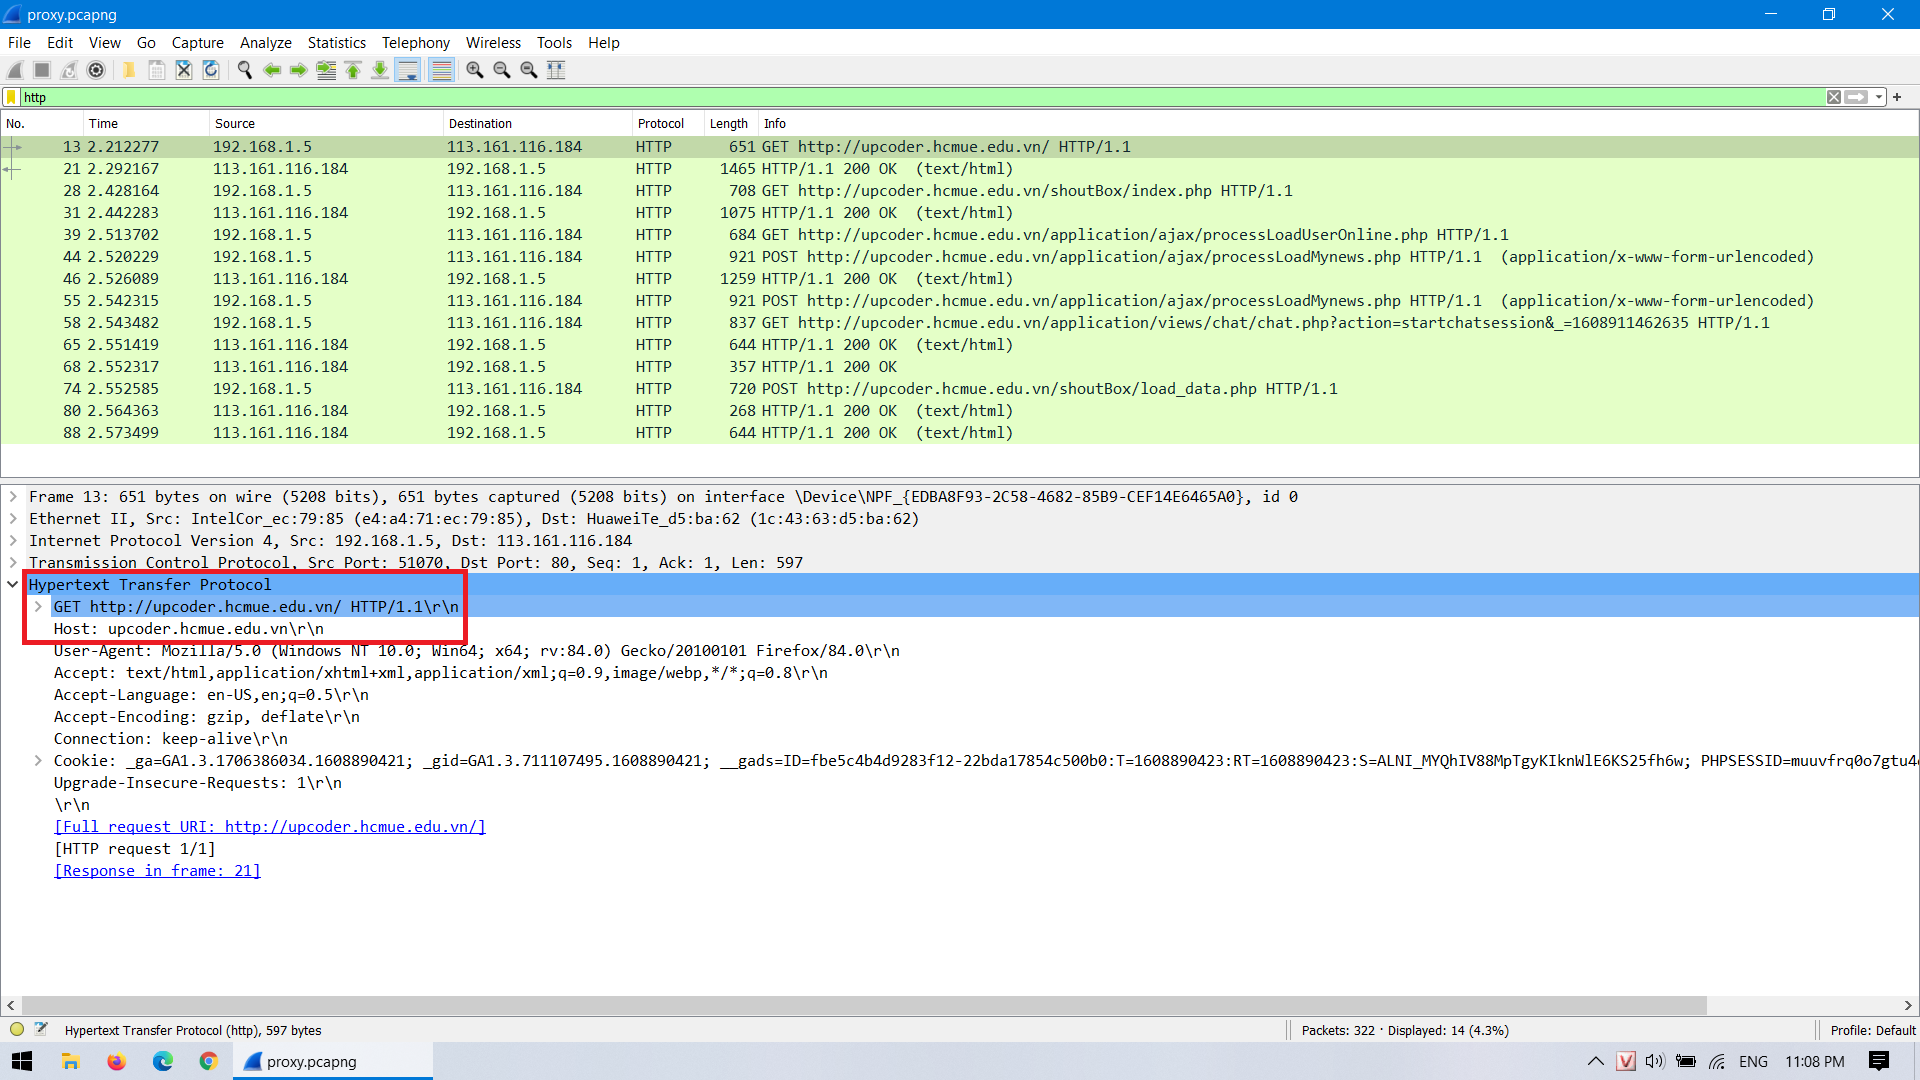 proxy.pcapng
File Edit View Go Capture Analyze Statistics Telephony Wireless Tools Help
http
No. Time Source Destination Protocol Length Info
13 2.212277 192.168.1.5 113.161.116.184 HTTP 651 GET http://upcoder.hcmue.edu.vn/ HTTP/1.1
21 2.292167 113.161.116.184 192.168.1.5 HTTP 1465 HTTP/1.1 200 OK (text/html)
28 2.428164 192.168.1.5 113.161.116.184 HTTP 708 GET http://upcoder.hcmue.edu.vn/shoutBox/index.php HTTP/1.1
31 2.442283 113.161.116.184 192.168.1.5 HTTP 1075 HTTP/1.1 200 OK (text/html)
39 2.513702 192.168.1.5 113.161.116.184 HTTP 684 GET http://upcoder.hcmue.edu.vn/application/ajax/processLoadUserOnline.php HTTP/1.1
44 2.520229 192.168.1.5 113.161.116.184 HTTP 921 POST http://upcoder.hcmue.edu.vn/application/ajax/processLoadMynews.php HTTP/1.1 (application/x-www-form-urlencoded)
46 2.526089 113.161.116.184 192.168.1.5 HTTP 1259 HTTP/1.1 200 OK (text/html)
55 2.542315 192.168.1.5 113.161.116.184 HTTP 921 POST http://upcoder.hcmue.edu.vn/application/ajax/processLoadMynews.php HTTP/1.1 (application/x-www-form-urlencoded)
58 2.543482 192.168.1.5 113.161.116.184 HTTP 837 GET http://upcoder.hcmue.edu.vn/application/views/chat/chat.php?action=startchatsession&_=1608911462635 HTTP/1.1
65 2.551419 113.161.116.184 192.168.1.5 HTTP 644 HTTP/1.1 200 OK (text/html)
68 2.552317 113.161.116.184 192.168.1.5 HTTP 357 HTTP/1.1 200 OK
74 2.552585 192.168.1.5 113.161.116.184 HTTP 720 POST http://upcoder.hcmue.edu.vn/shoutBox/load_data.php HTTP/1.1
80 2.564363 113.161.116.184 192.168.1.5 HTTP 268 HTTP/1.1 200 OK (text/html)
88 2.573499 113.161.116.184 192.168.1.5 HTTP 644 HTTP/1.1 200 OK (text/html)
Frame 13: 651 bytes on wire (5208 bits), 651 bytes captured (5208 bits) on interface \Device\NPF_{EDBA8F93-2C58-4682-85B9-CEF14E6465A0}, id 0
Ethernet II, Src: IntelCor_ec:79:85 (e4:a4:71:ec:79:85), Dst: HuaweiTe_d5:ba:62 (1c:43:63:d5:ba:62)
Internet Protocol Version 4, Src: 192.168.1.5, Dst: 113.161.116.184
Transmission Control Protocol, Src Port: 51070, Dst Port: 80, Seq: 1, Ack: 1, Len: 597
Hypertext Transfer Protocol
GET http://upcoder.hcmue.edu.vn/ HTTP/1.1\r\n
Host: upcoder.hcmue.edu.vn\r\n
User-Agent: Mozilla/5.0 (Windows NT 10.0; Win64; x64; rv:84.0) Gecko/20100101 Firefox/84.0\r\n
Accept: text/html,application/xhtml+xml,application/xml;q=0.9,image/webp,*/*;q=0.8\r\n
Accept-Language: en-US,en;q=0.5\r\n
Accept-Encoding: gzip, deflate\r\n
Connection: keep-alive\r\n
Cookie: _ga=GA1.3.1706386034.1608890421; _gid=GA1.3.711107495.1608890421; __gads=ID=fbe5c4b4d9283f12-22bda17854c500b0:T=1608890423:RT=1608890423:S=ALNI_MYQhIV88MpTgyKIknWlE6KS25fh6w; PHPSESSID=muuvfrq0o7gtu4
Upgrade-Insecure-Requests: 1\r\n
\r\n
[Full request URI: http://upcoder.hcmue.edu.vn/]
[HTTP request 1/1]
[Response in frame: 21]
Hypertext Transfer Protocol (http), 597 bytes
Packets: 322 · Displayed: 14 (4.3%)
Profile: Default
proxy.pcapng
ENG
11:08 PM